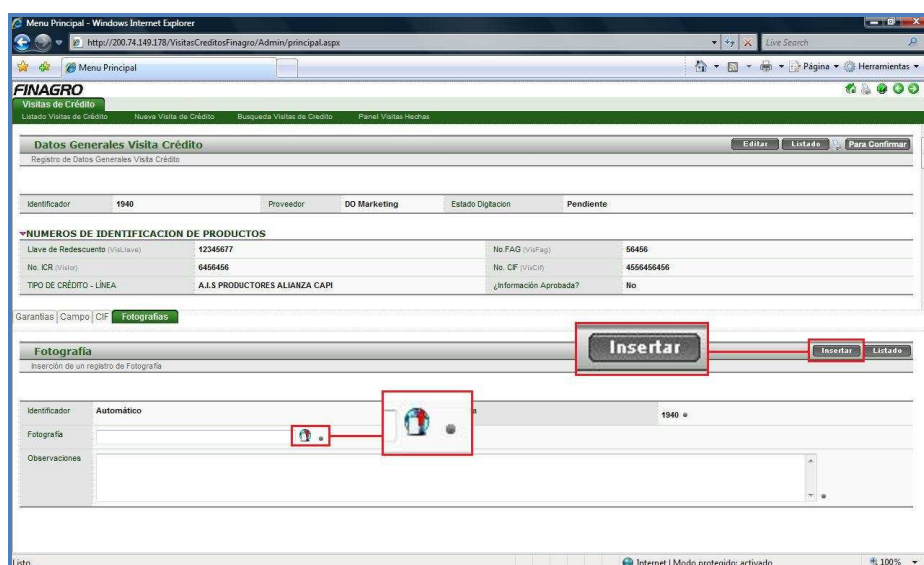 Menu Principal - Windows Internet Explorer
http://200.74.149.178/VisitasCreditosFinagro/Admin/principal.aspx
Live Search
Menu Principal
Página
Herramientas
FINAGRO
Visitas de Crédito
Listado Visitas de Crédito Nueva Visita de Crédito Busqueda Visitas de Credito Panel Visitas Hechas
Datos Generales Visita Crédito Editar Listado Para Confirmar
Registro de Datos Generales Visita Crédito
Identificador 1940 Proveedor DO Marketing Estado Digitacion Pendiente
NUMEROS DE IDENTIFICACION DE PRODUCTOS
Llave de Redescuento (VisLlave) 12345677 No.FAG (VisFag) 56456
No. ICR (VisIcr) 6456456 No. CIF (VisCif) 4556456456
TIPO DE CRÉDITO - LÍNEA A.I.S PRODUCTORES ALIANZA CAPI ¿Información Aprobada? No
Garantias Campo CIF Fotografias
Fotografía Insertar Insertar Listado
Inserción de un registro de Fotografía
Identificador Automático 1940
Fotografía
Observaciones
Listo Internet | Modo protegido: activado 100%